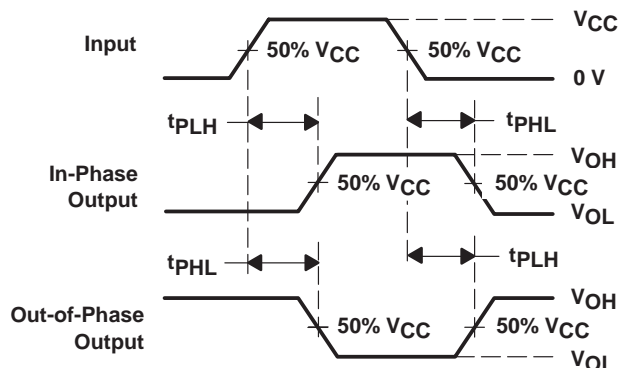 VCC
Input
50% VCC
50% VCC
0 V
tPLH
tPHL
VOH
In-Phase
Output
50% VCC
50% VCC
VOL
tPHL
tPLH
VOH
Out-of-Phase
Output
50% VCC
50% VCC
VOL